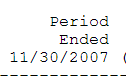 Period
Ended
11/30/2007 (
--------------